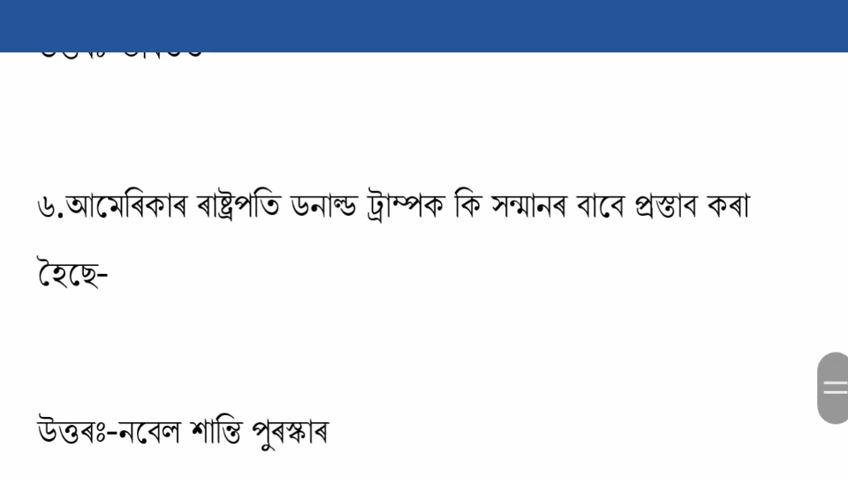 ৬.আমেৰিকাৰ ৰাষ্ট্ৰপতি ডনাল্ড ট্ৰাম্পক কি সন্মানৰ বাবে প্ৰস্তাব কৰা
হৈছে-
উত্তৰঃ-নবেল শান্তি পুৰস্কাৰ